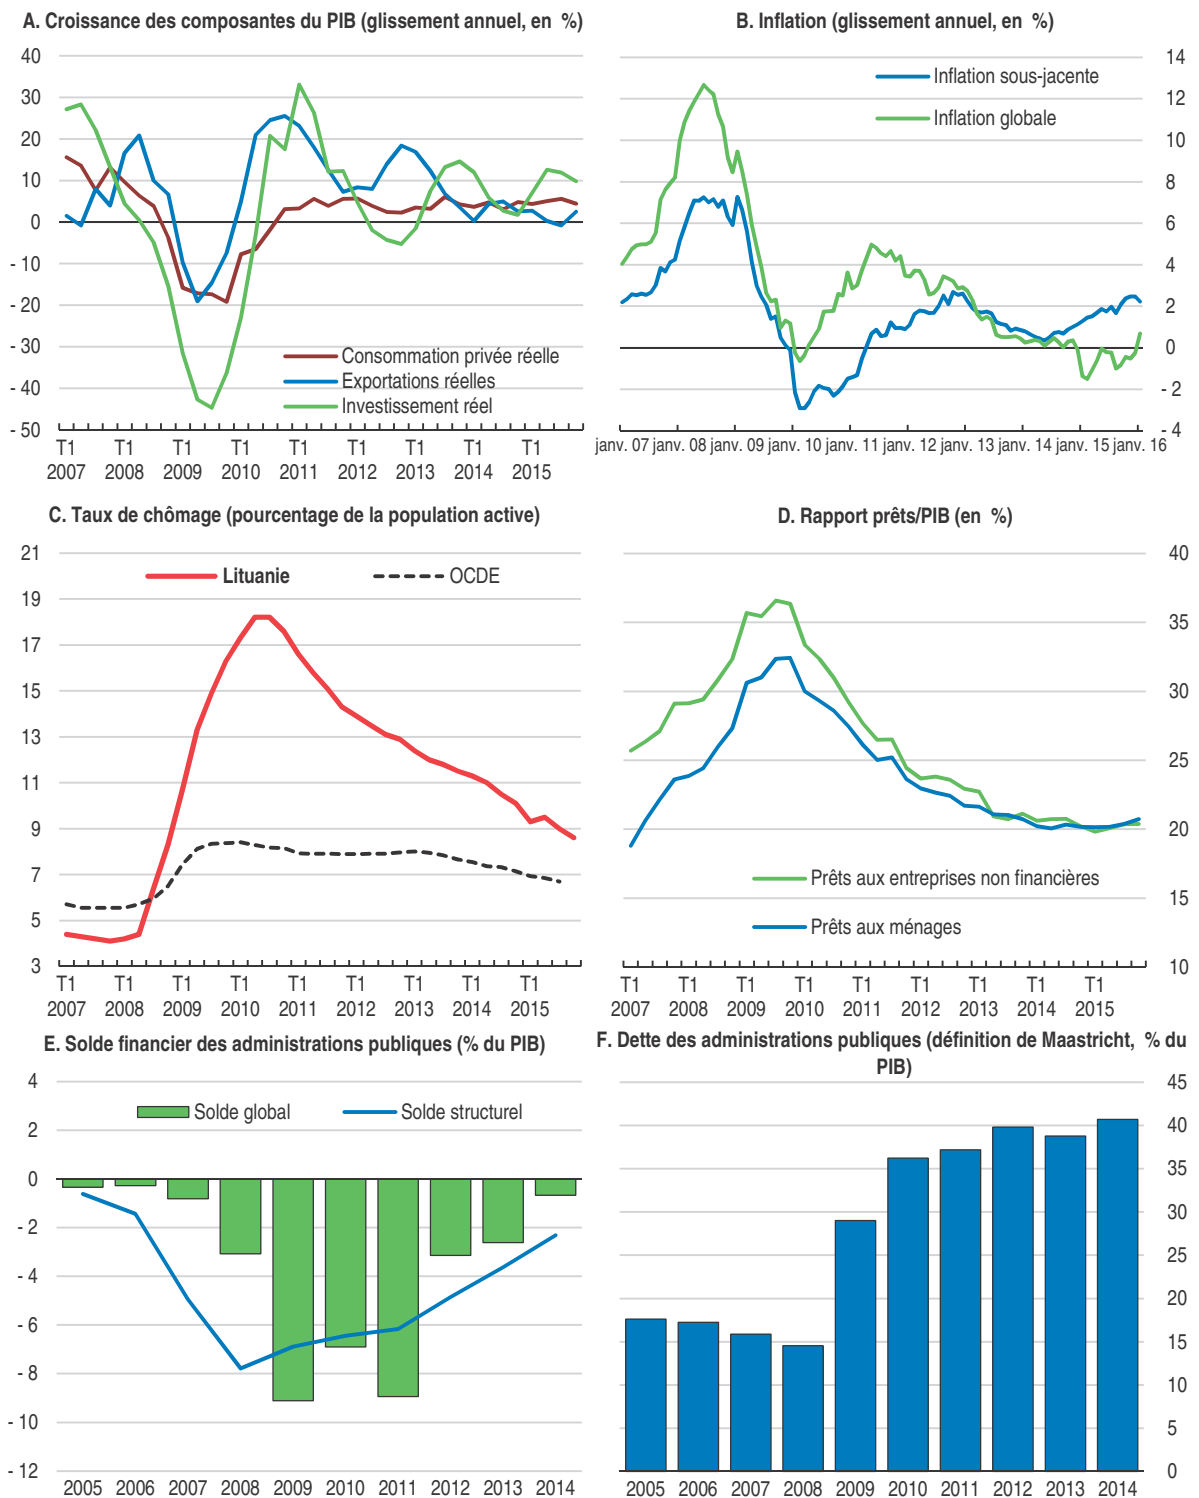 A. Croissance des composantes du PIB (glissement annuel, en %)
40
30
20
10
0
- 10
- 20
- 30
- 40
- 50
Consommation privée réelle
Exportations réelles
Investissement réel
T1 T1 T1 T1 T1 T1 T1 T1 T1
2007 2008 2009 2010 2011 2012 2013 2014 2015
B. Inflation (glissement annuel, en %)
Inflation sous-jacente
Inflation globale
14
12
10
8
6
4
2
0
- 2
- 4
janv. 07 janv. 08 janv. 09 janv. 10 janv. 11 janv. 12 janv. 13 janv. 14 janv. 15 janv. 16
C. Taux de chômage (pourcentage de la population active)
21
19
17
15
13
11
9
7
5
3
Lituanie OCDE
T1 T1 T1 T1 T1 T1 T1 T1 T1
2007 2008 2009 2010 2011 2012 2013 2014 2015
D. Rapport prêts/PIB (en %)
40
35
30
25
20
15
10
Prêts aux entreprises non financières
Prêts aux ménages
T1 T1 T1 T1 T1 T1 T1 T1 T1
2007 2008 2009 2010 2011 2012 2013 2014 2015
E. Solde financier des administrations publiques (% du PIB)
4
2
0
- 2
- 4
- 6
- 8
- 10
- 12
Solde global Solde structurel
2005 2006 2007 2008 2009 2010 2011 2012 2013 2014
F. Dette des administrations publiques (définition de Maastricht, % du
PIB)
45
40
35
30
25
20
15
10
5
0
2005 2006 2007 2008 2009 2010 2011 2012 2013 2014